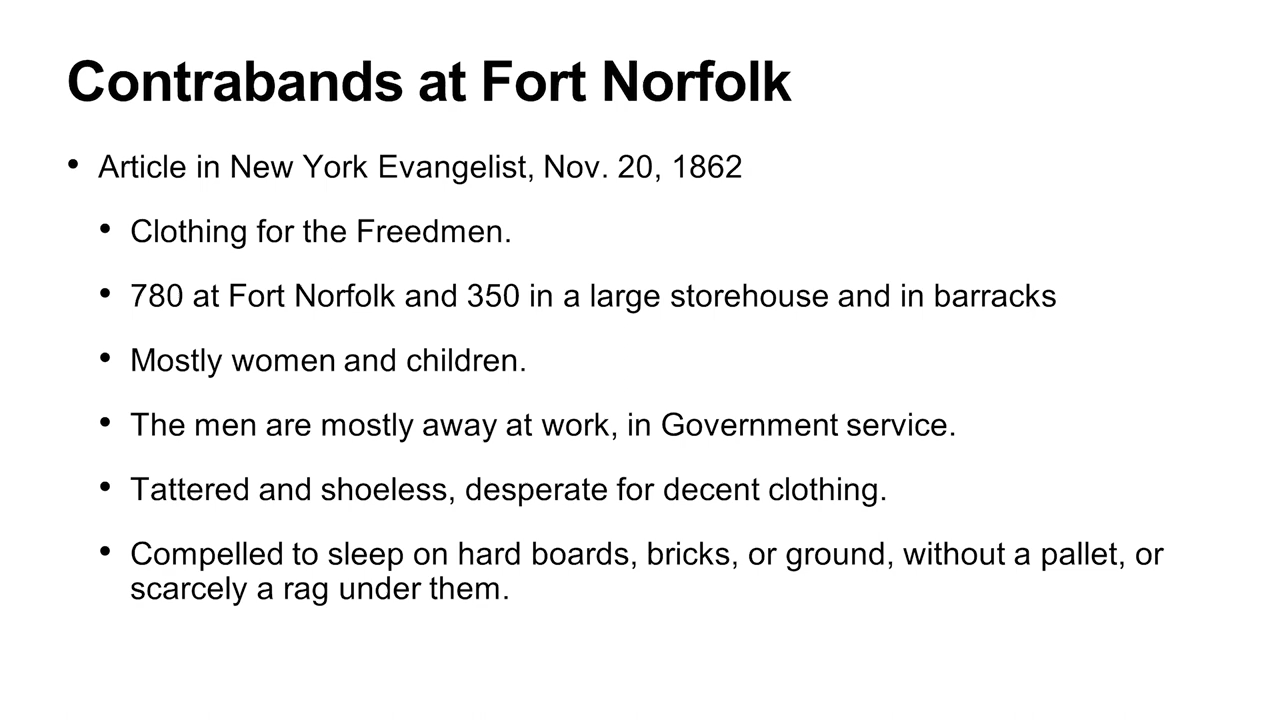 Contrabands at Fort Norfolk
• Article in New York Evangelist, Nov. 20, 1862
• Clothing for the Freedmen.
• 780 at Fort Norfolk and 350 in a large storehouse and in barracks
• Mostly women and children.
• The men are mostly away at work, in Government service.
• Tattered and shoeless, desperate for decent clothing.
• Compelled to sleep on hard boards, bricks, or ground, without a pallet, or
scarcely a rag under them.